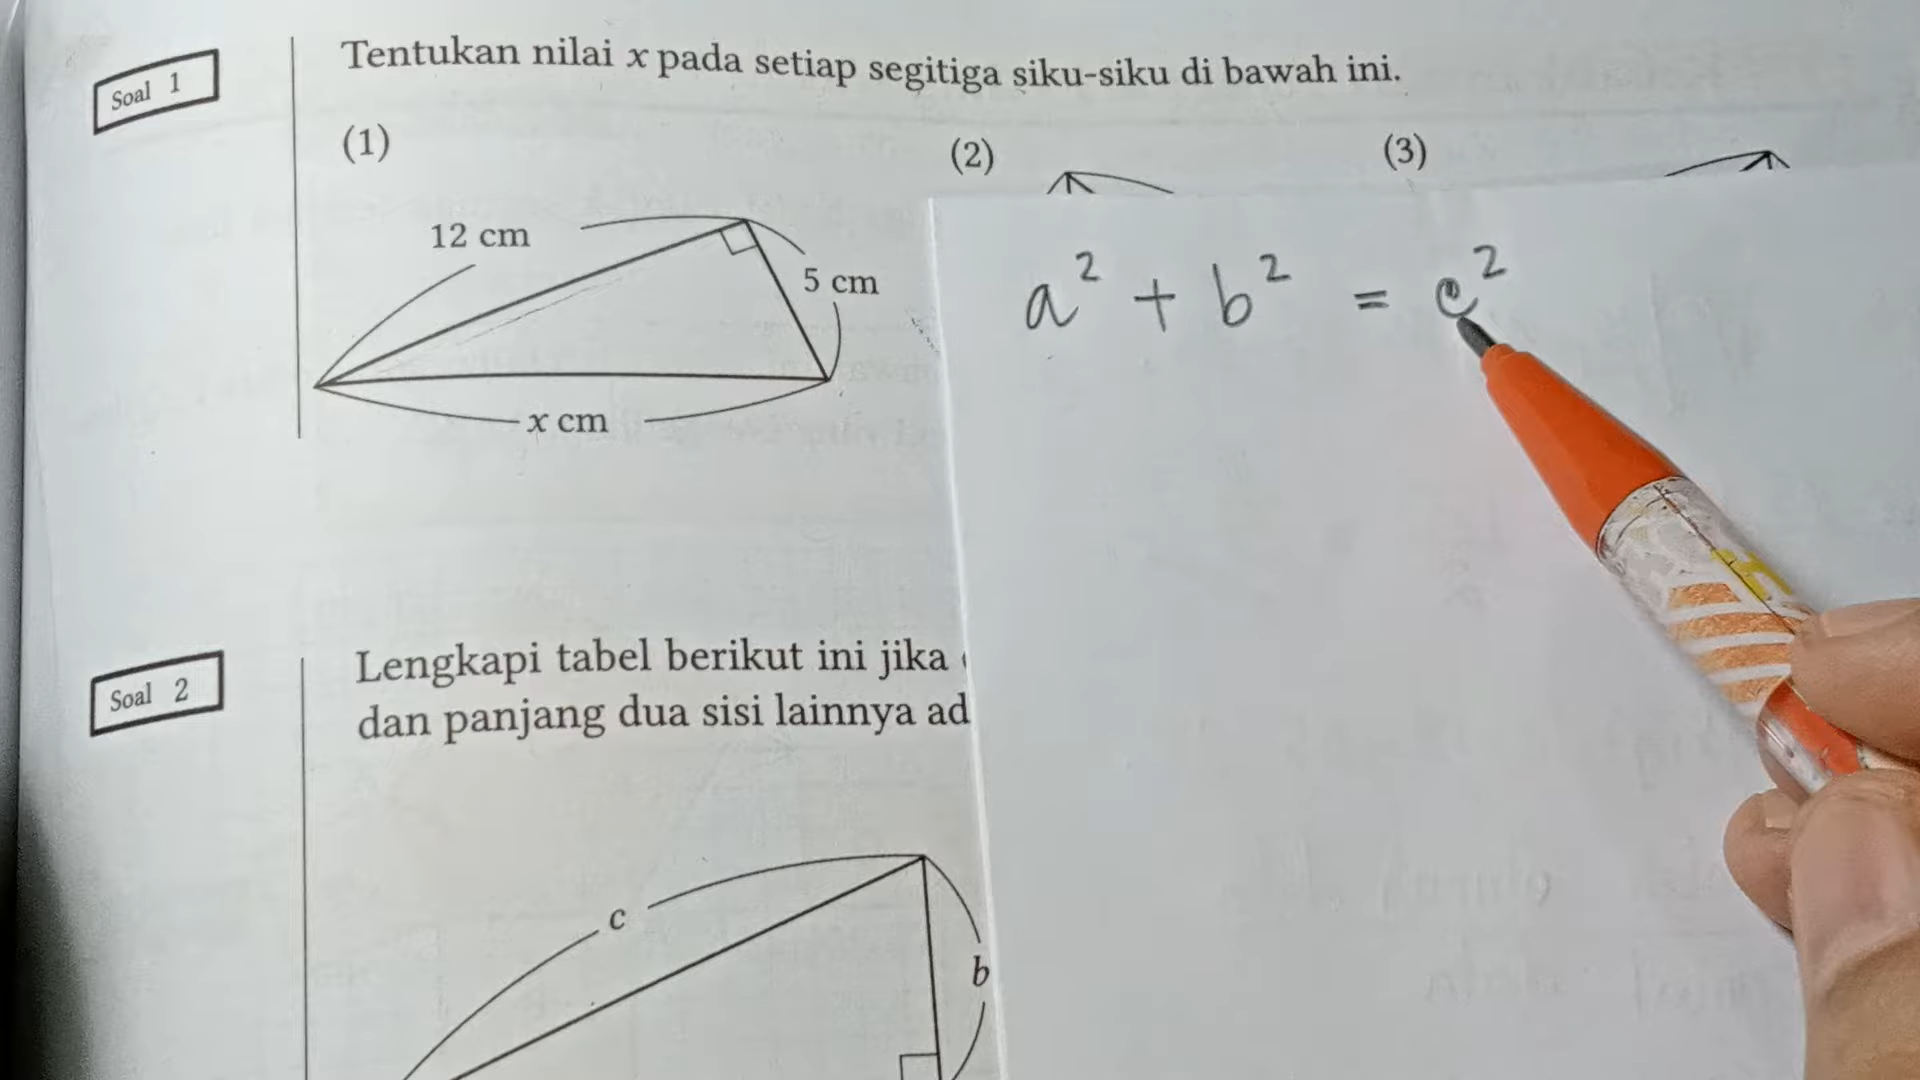 Soal 1
Tentukan nilai x pada setiap segitiga siku-siku di bawah ini.
(1)
(2)
(3)
12 cm
5 cm
x cm
a² + b² = c²
Soal 2
Lengkapi tabel berikut ini jika
dan panjang dua sisi lainnya ad
c
b